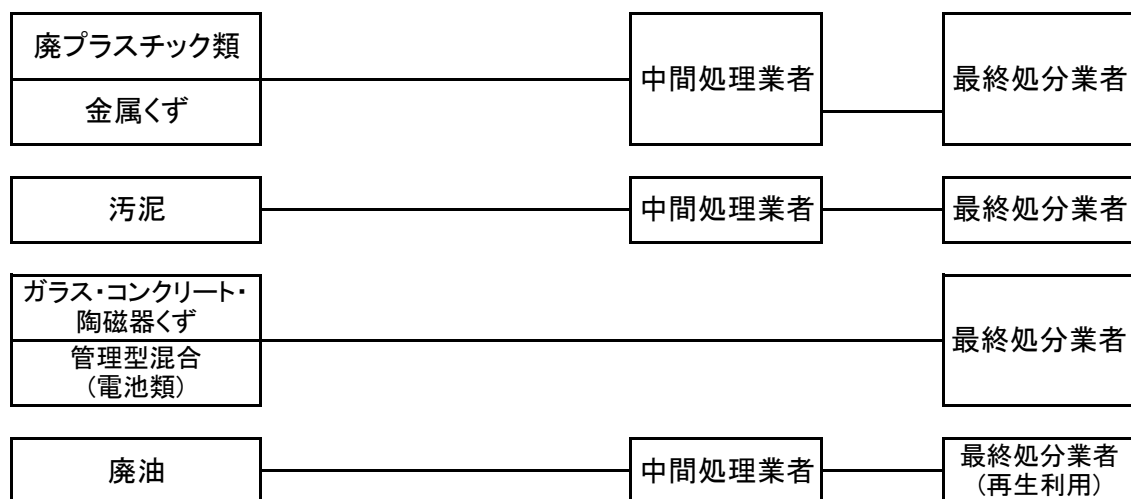 廃プラスチック類
金属くず
中間処理業者
最終処分業者
汚泥
中間処理業者
最終処分業者
ガラス・コンクリート・
陶磁器くず
管理型混合
(電池類)
最終処分業者
廃油
中間処理業者
最終処分業者
(再生利用)